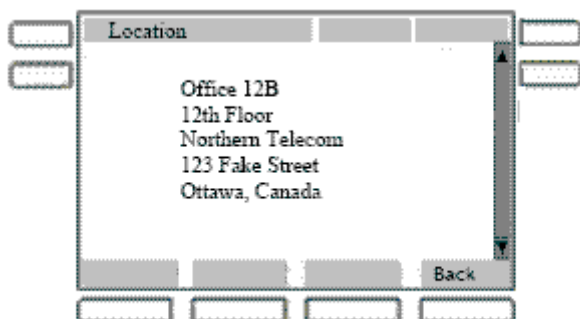 Location
Office 12B
12th Floor
Northern Telecom
123 Fake Street
Ottawa, Canada
Back